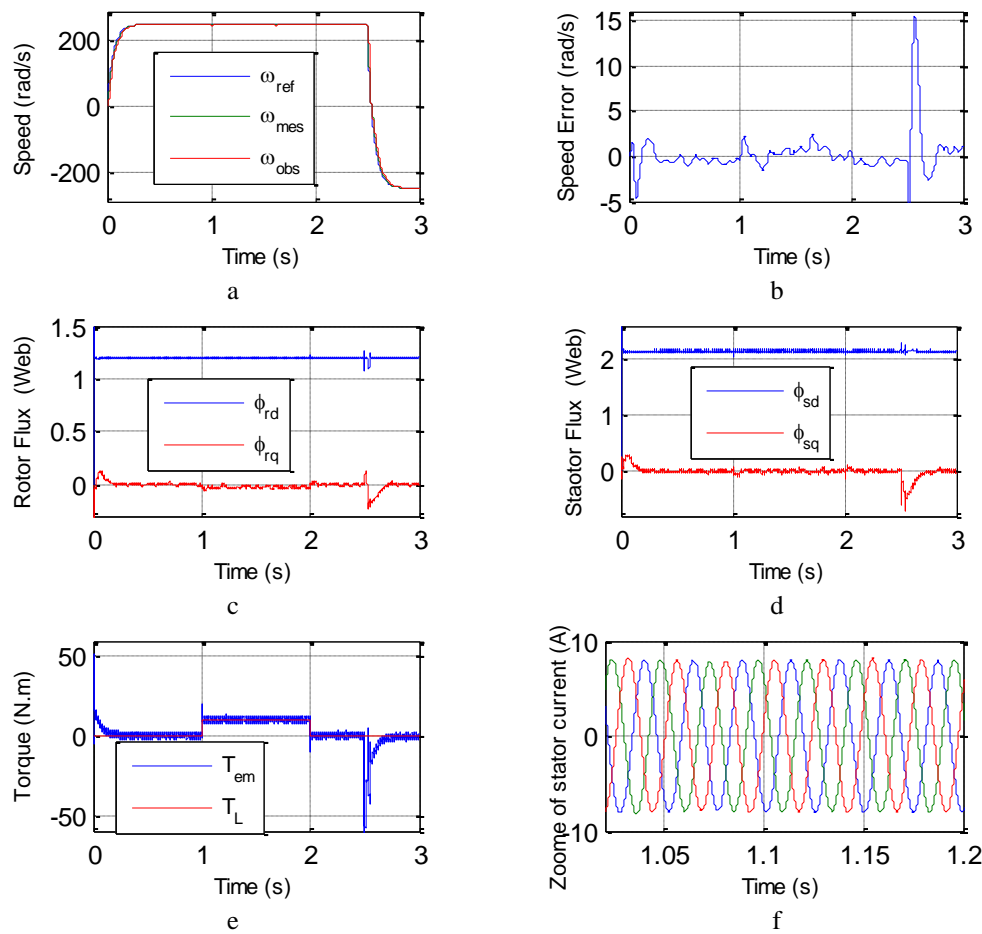 Speed (rad/s)
200
0
-200
ω_ref
ω_mes
ω_obs
0 1 2 3
Time (s)
a
Speed Error (rad/s)
15
10
5
0
-5
0 1 2 3
Time (s)
b
Rotor Flux (Web)
1.5
1
0.5
0
ϕ_rd
ϕ_rq
0 1 2 3
Time (s)
c
Staotor Flux (Web)
2
1
0
ϕ_sd
ϕ_sq
0 1 2 3
Time (s)
d
Torque (N.m)
50
0
-50
T_em
T_L
0 1 2 3
Time (s)
e
Zoome of stator current (A)
10
0
-10
1.05 1.1 1.15 1.2
Time (s)
f